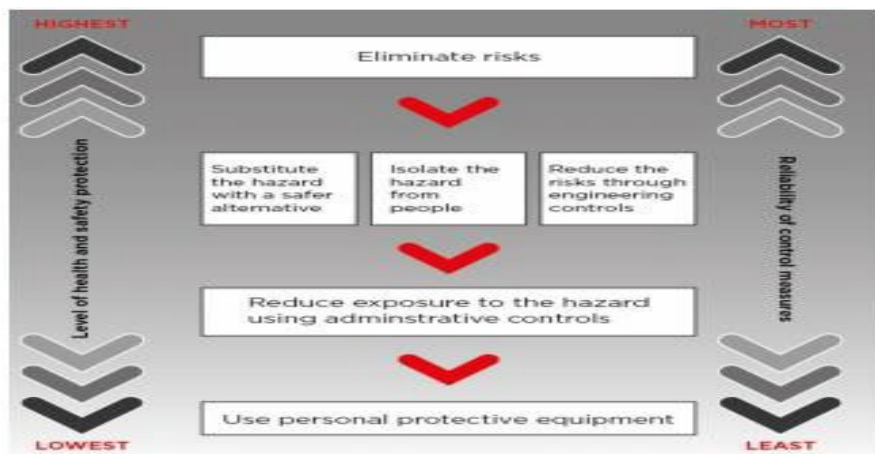 HIGHEST
MOST
Eliminate risks
Substitute
the hazard
with a safer
alternative
Isolate the
hazard
from
people
Reduce the
risks through
engineering
controls
Level of health and safety protection
Reliability of control measures
Reduce exposure to the hazard
using adminstrative controls
Use personal protective equipment
LOWEST
LEAST